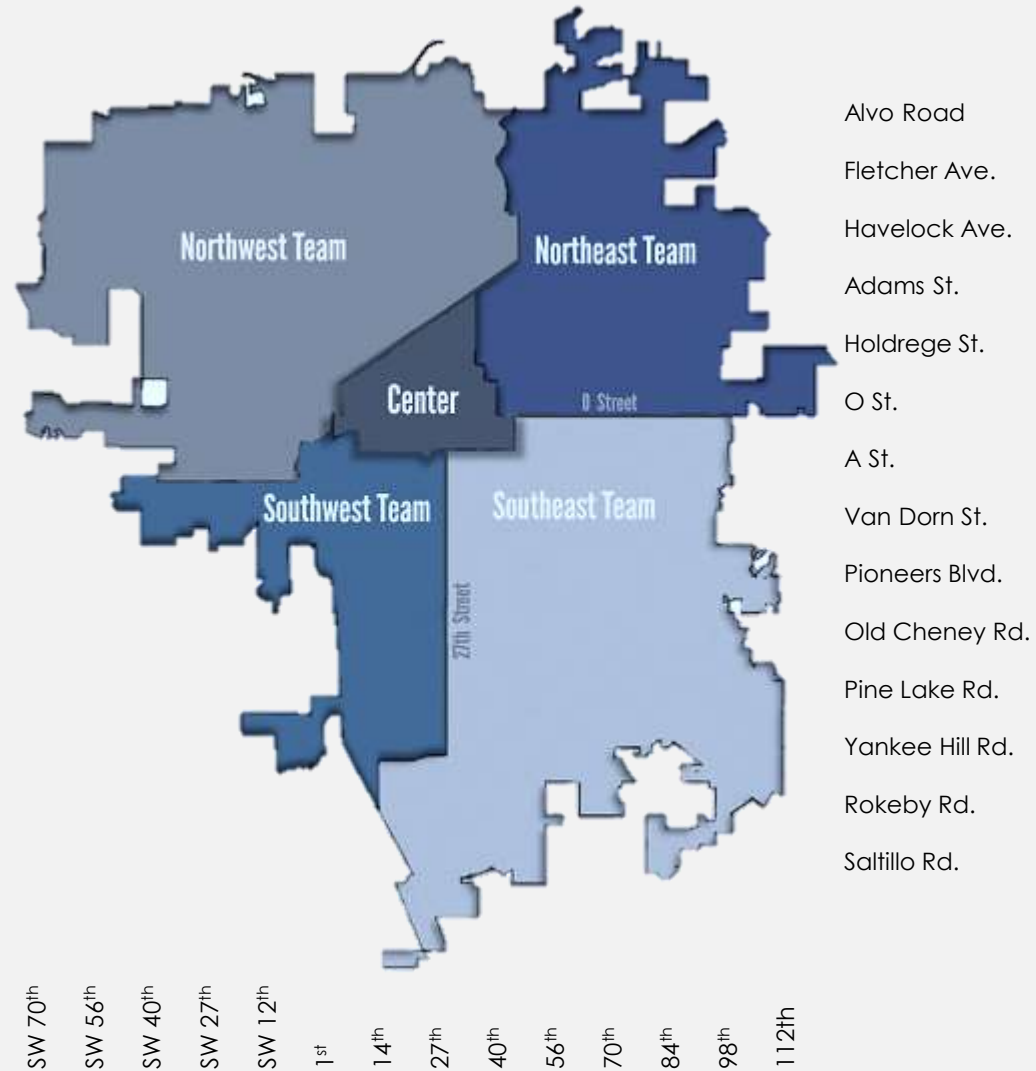 Alvo Road
Fletcher Ave.
Havelock Ave.
Northwest Team
Northeast Team
Adams St.
Holdrege St.
Center
O Street
O St.
A St.
Southwest Team
Southeast Team
Van Dorn St.
Pioneers Blvd.
27th Street
Old Cheney Rd.
Pine Lake Rd.
Yankee Hill Rd.
Rokeby Rd.
Saltillo Rd.
SW 70th
SW 56th
SW 40th
SW 27th
SW 12th
1st
14th
27th
40th
56th
70th
84th
98th
112th